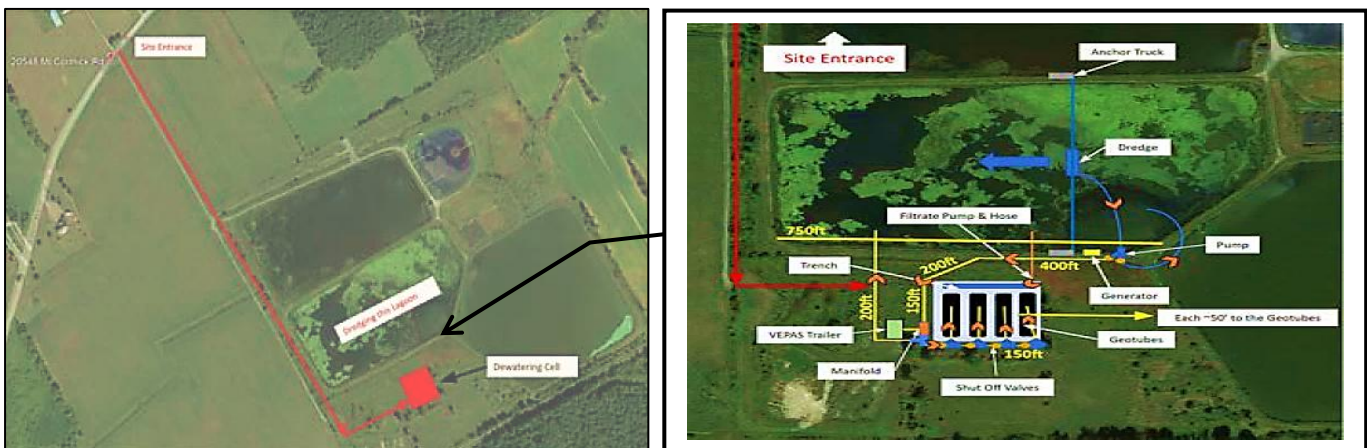 Site Entrance
20548 McCormick Rd
Dredging this Lagoon
Dewatering Cell
Site Entrance
Anchor Truck
Dredge
Filtrate Pump & Hose
750ft
Pump
Trench
200ft
400ft
Generator
200ft
150ft
Each ~50' to the Geotubes
VEPAS Trailer
Geotubes
150ft
Manifold
Shut Off Valves